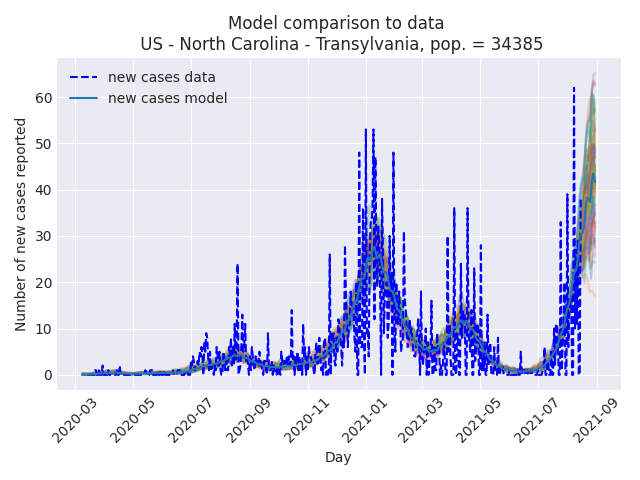 Model comparison to data
US - North Carolina - Transylvania, pop. = 34385
new cases data
new cases model
Number of new cases reported
60
50
40
30
20
10
0
2020-03
2020-05
2020-07
2020-09
2020-11
2021-01
2021-03
2021-05
2021-07
2021-09
Day